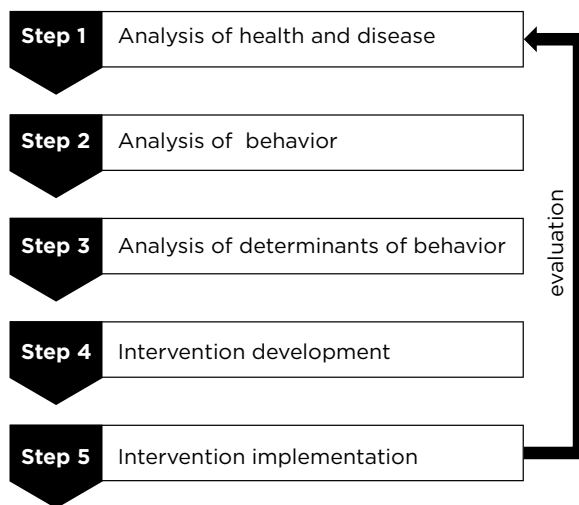 Step 1 Analysis of health and disease
Step 2 Analysis of behavior
Step 3 Analysis of determinants of behavior
Step 4 Intervention development
Step 5 Intervention implementation
evaluation